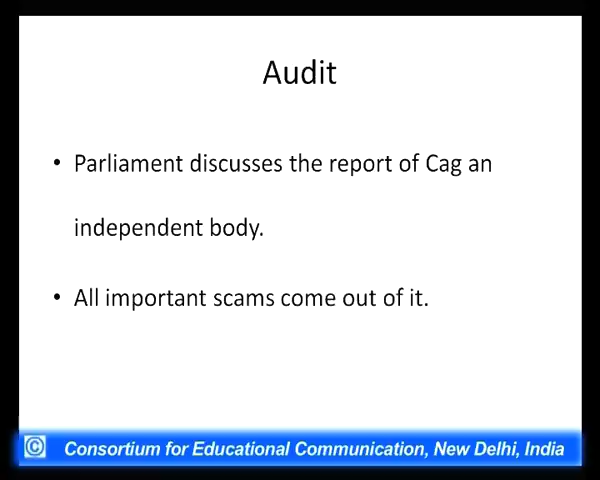 Audit
• Parliament discusses the report of Cag an
independent body.
• All important scams come out of it.
© Consortium for Educational Communication, New Delhi, India